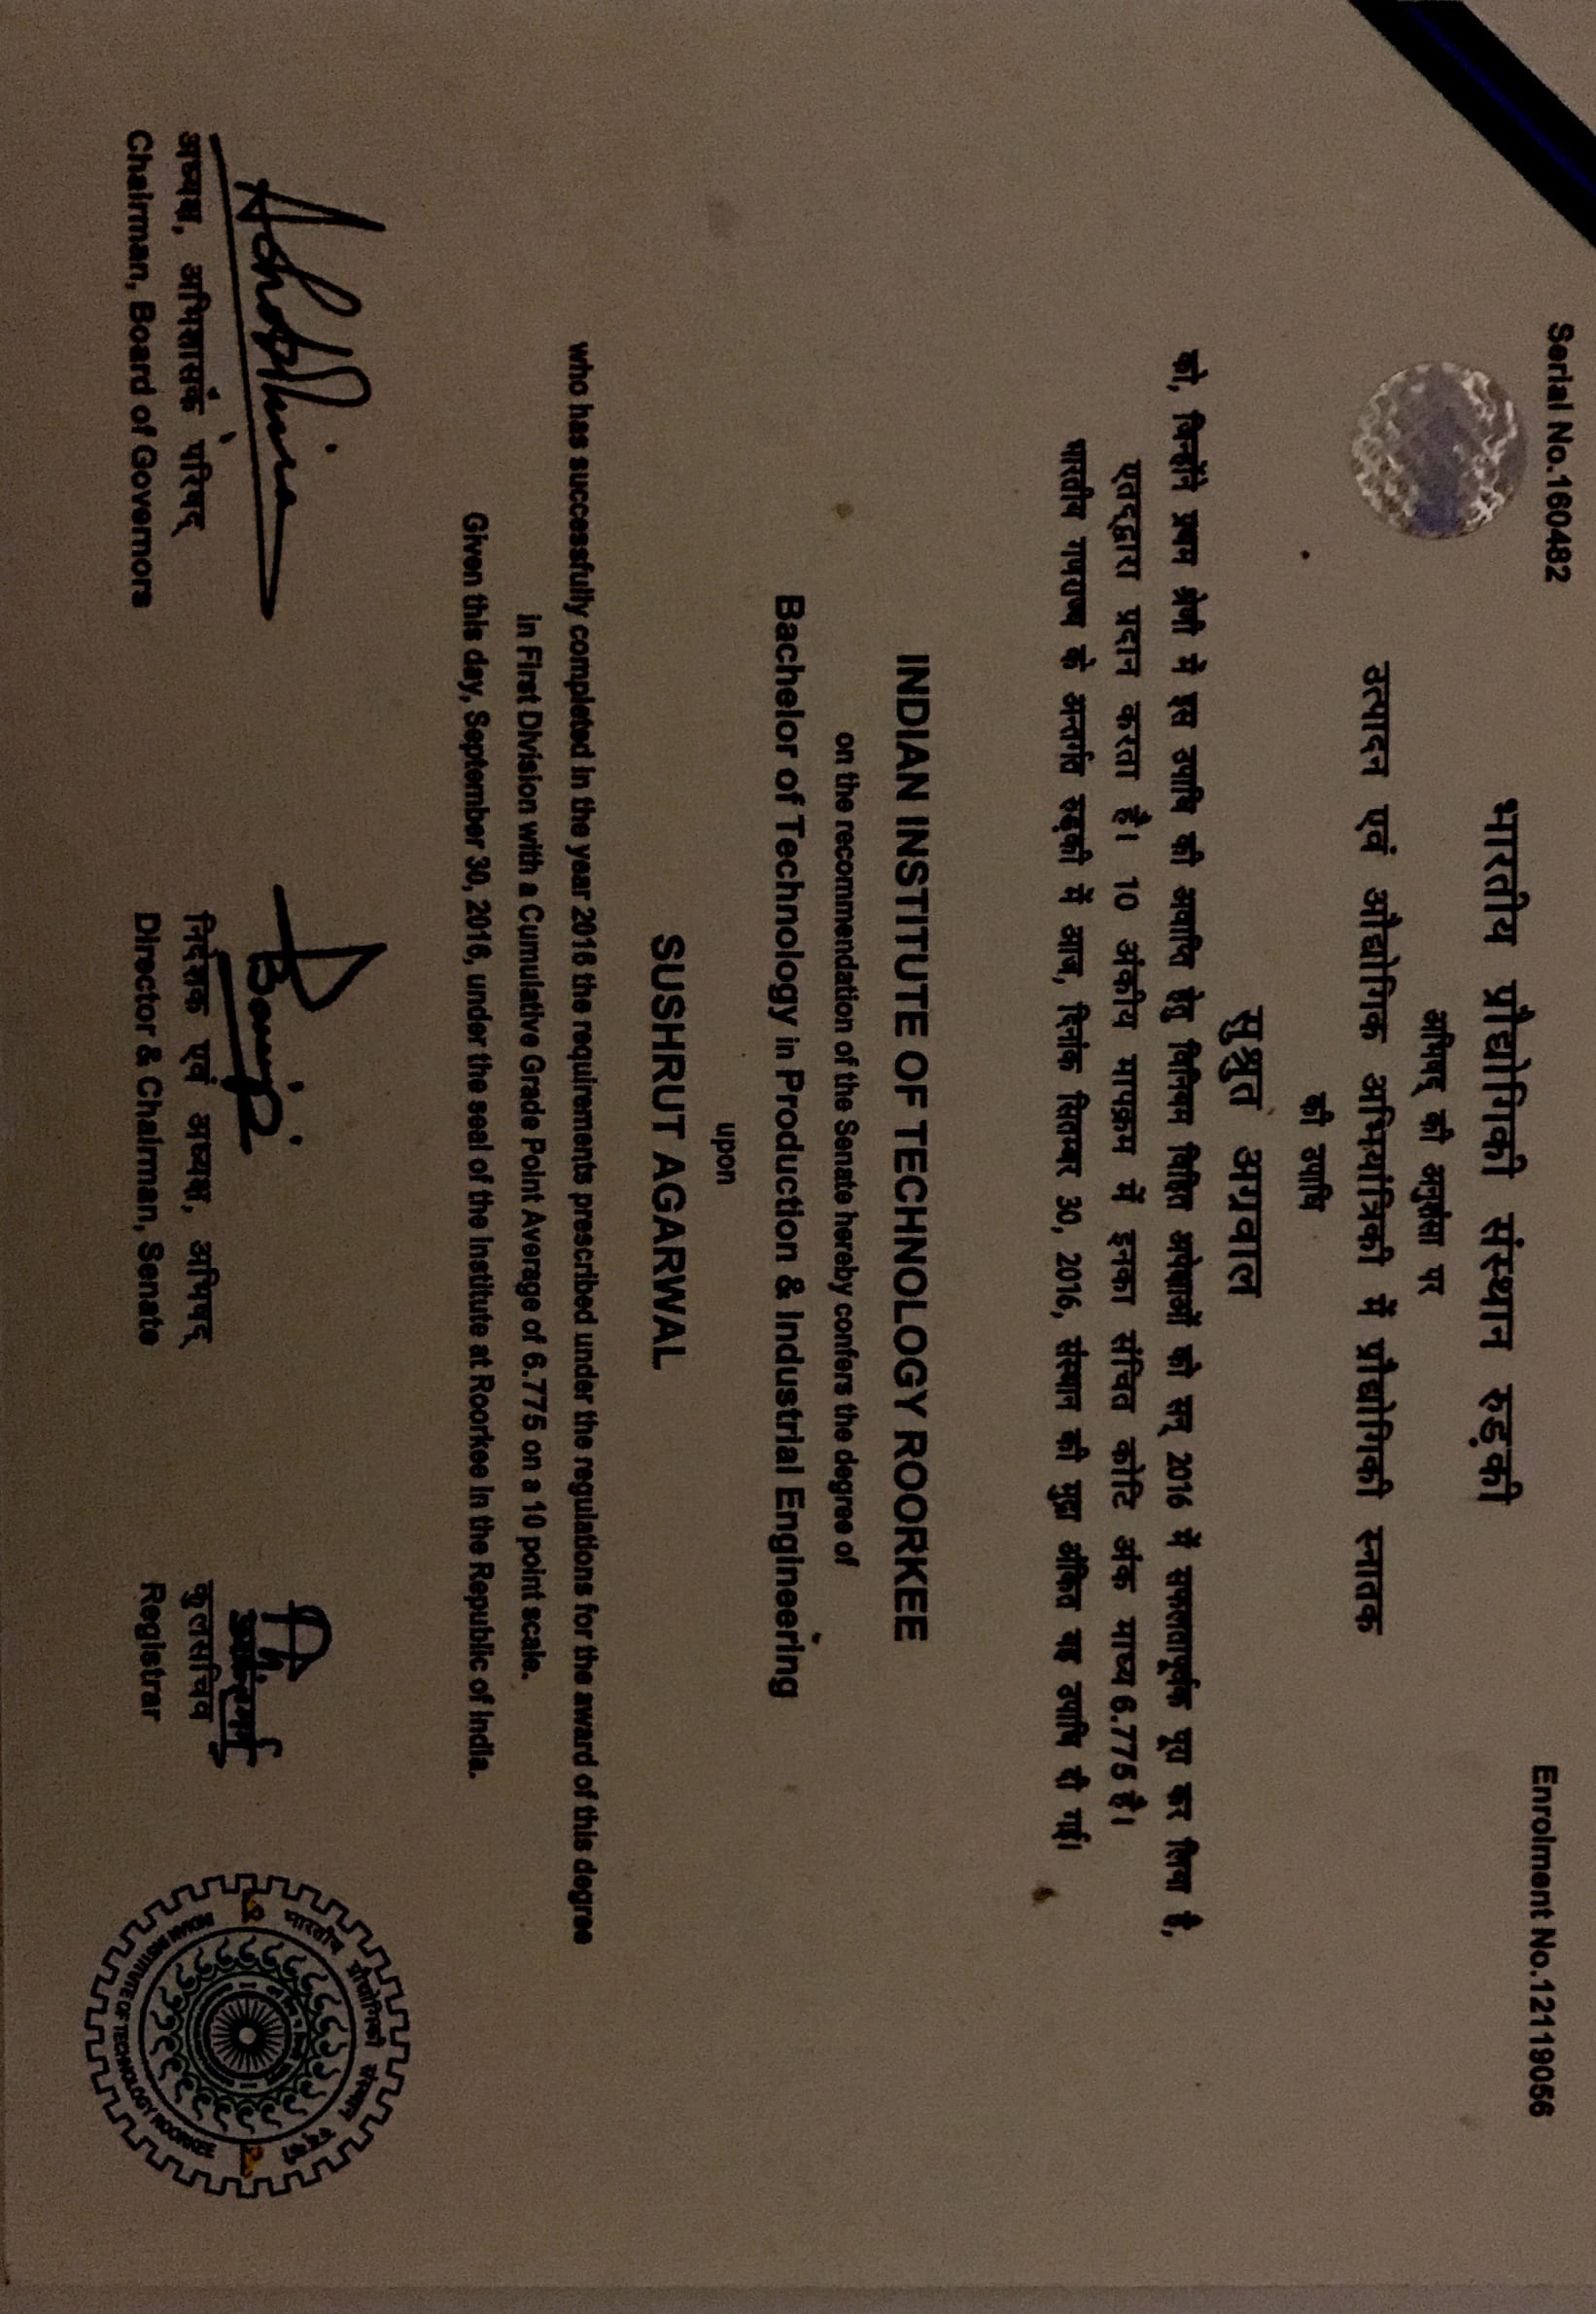 Serial No.160482
Enrolment No.12119056
भारतीय प्रौद्योगिकी संस्थान रुड़की
अभिषद् की अनुशंसा पर
उत्पादन एवं औद्योगिक अभियांत्रिकी में प्रौद्योगिकी स्नातक
की उपाधि
सुश्रुत अग्रवाल
को, जिन्होंने प्रथम श्रेणी में इस उपाधि की अवाप्ति हेतु विनियम विहित अपेक्षाओं को सन् 2016 में सफलतापूर्वक पूरा कर लिया है,
एतद्द्वारा प्रदान करता है। 10 अंकीय मापक्रम में इनका संचित कोटि अंक माध्य 6.775 है।
भारतीय गणराज्य के अन्तर्गत रुड़की में आज, दिनांक सितम्बर 30, 2016, संस्थान की मुद्रा अंकित यह उपाधि दी गई।
INDIAN INSTITUTE OF TECHNOLOGY ROORKEE
on the recommendation of the Senate hereby confers the degree of
Bachelor of Technology in Production & Industrial Engineering
upon
SUSHRUT AGARWAL
who has successfully completed in the year 2016 the requirements prescribed under the regulations for the award of this degree
in First Division with a Cumulative Grade Point Average of 6.775 on a 10 point scale.
Given this day, September 30, 2016, under the seal of the Institute at Roorkee in the Republic of India.
अध्यक्ष, अभिशासक परिषद्
Chairman, Board of Governors
निदेशक एवं अध्यक्ष, अभिषद्
Director & Chairman, Senate
कुलसचिव
Registrar
भारतीय प्रौद्योगिकी संस्थान रुड़की
INDIAN INSTITUTE OF TECHNOLOGY ROORKEE